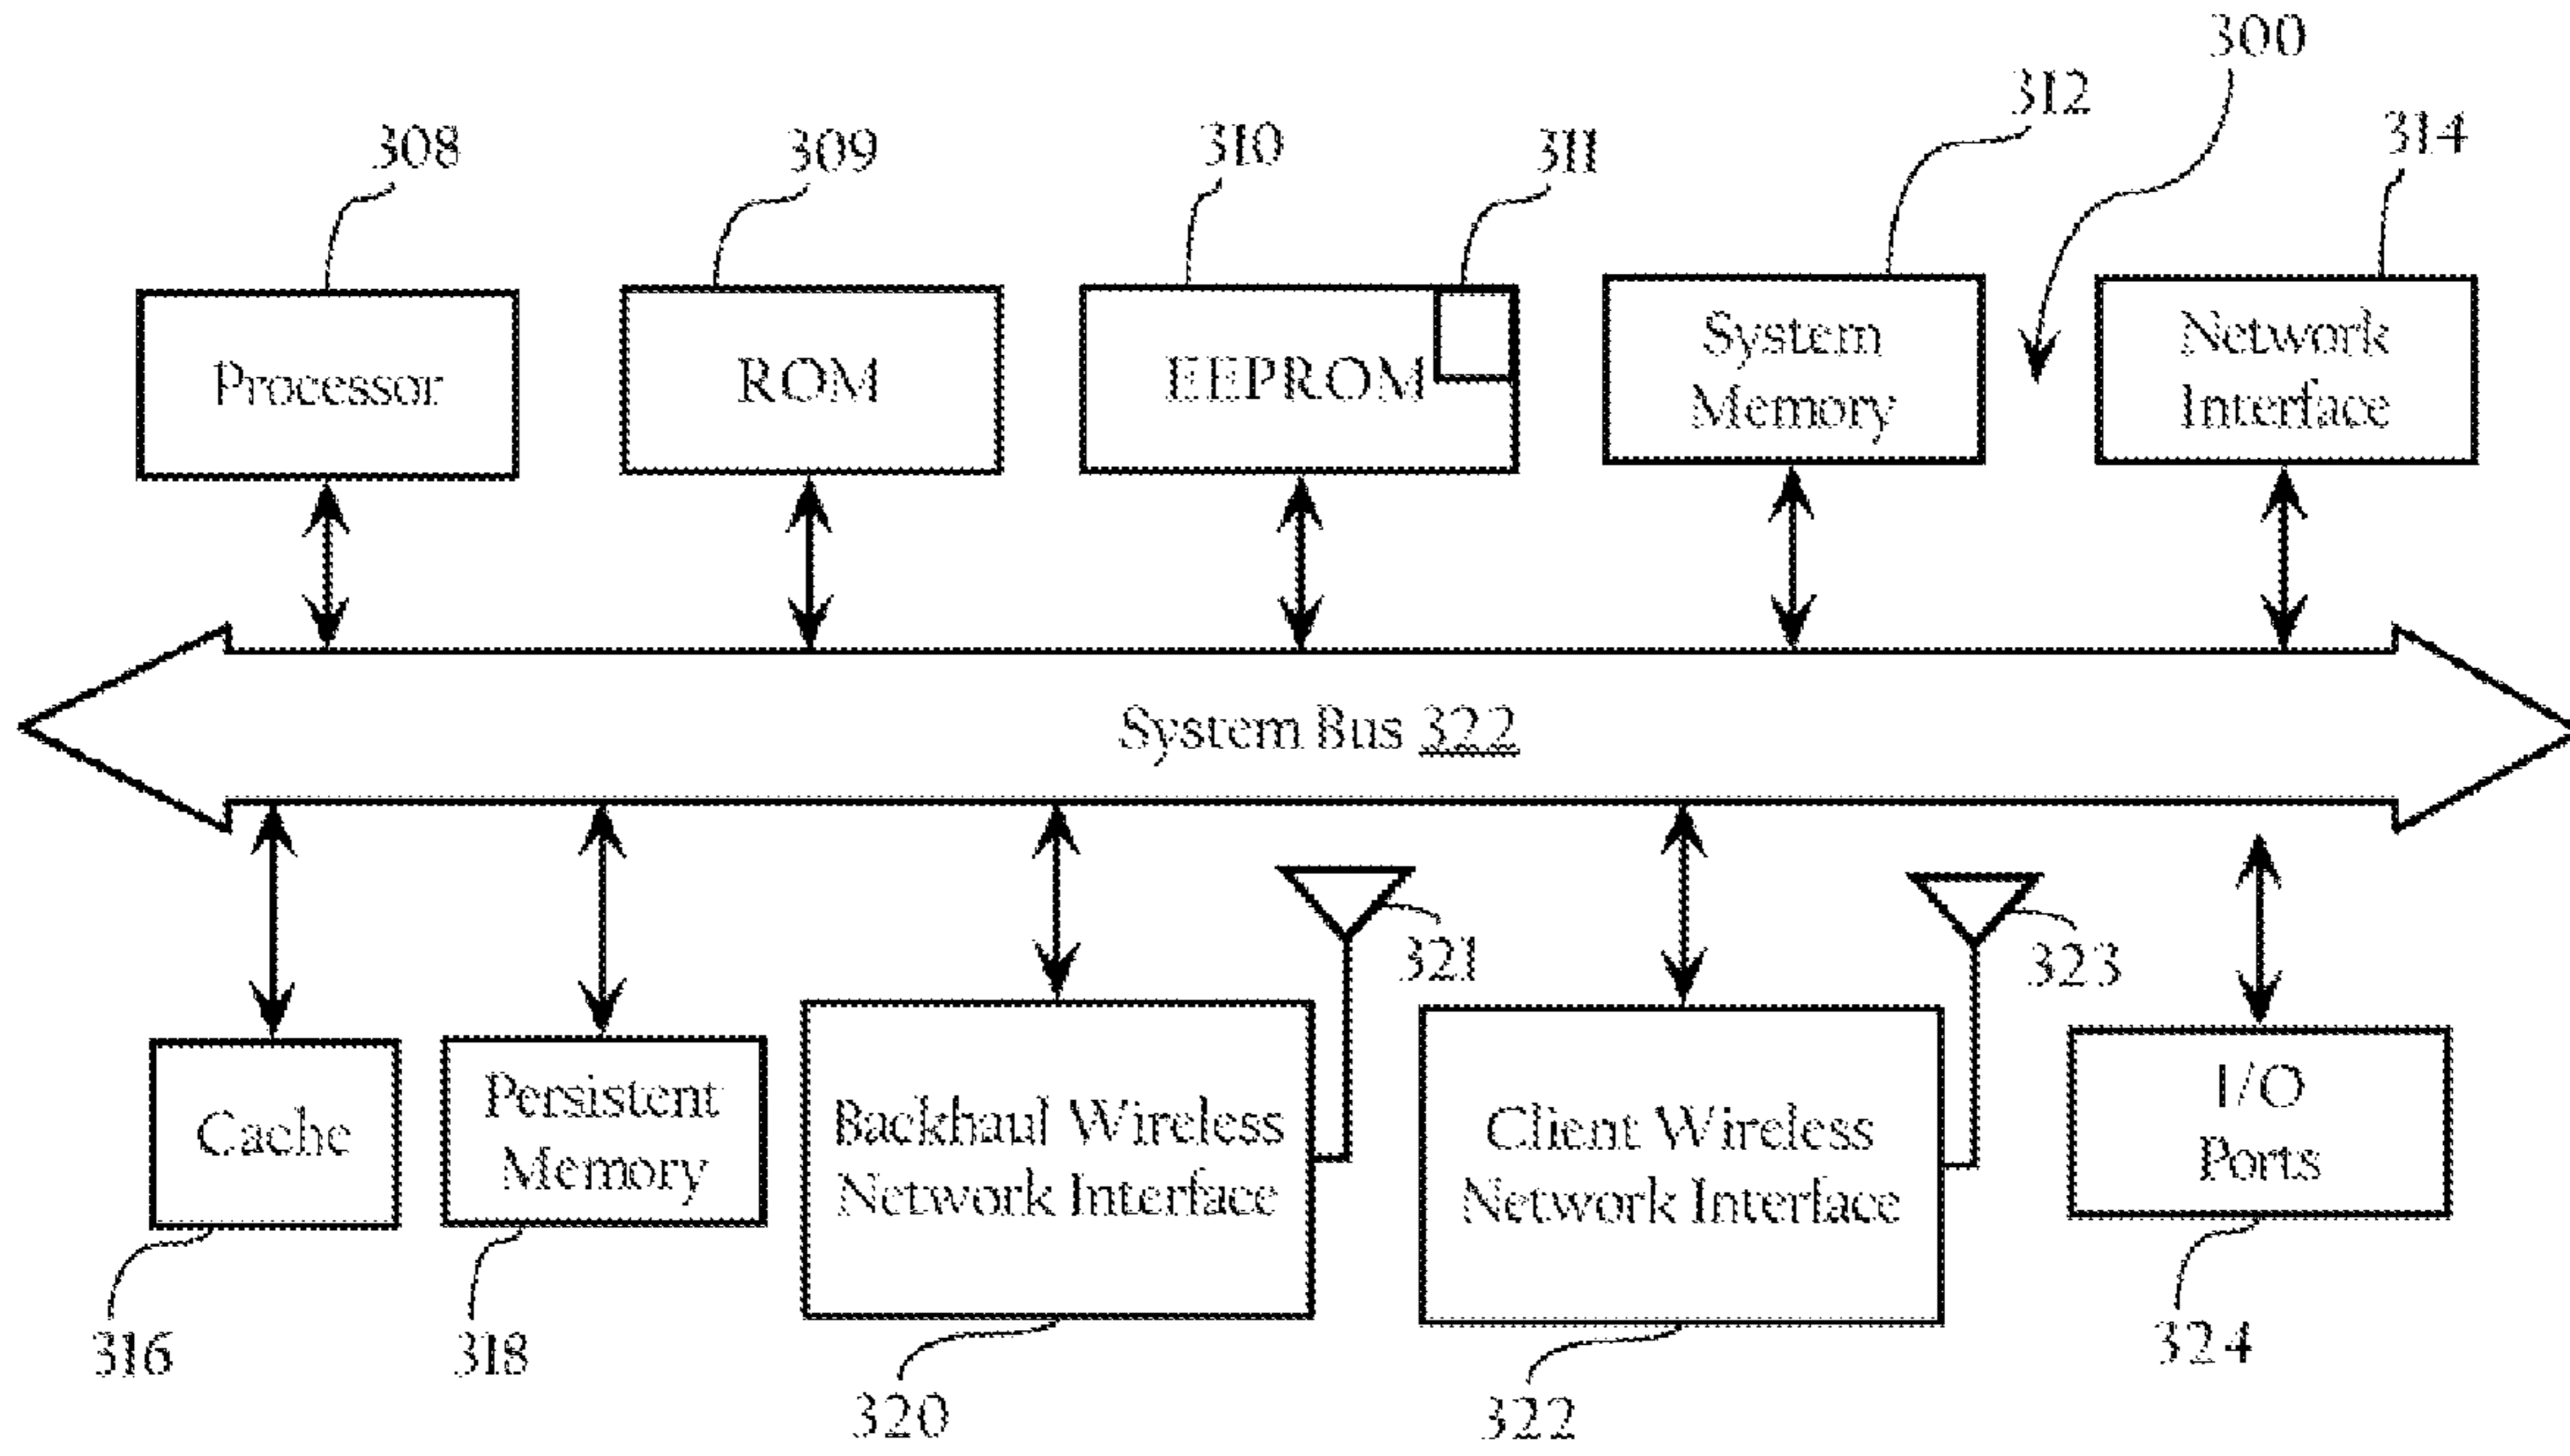 300
312
308
309
310
311
314
Processor
ROM
EEPROM
System
Memory
Network
Interface
System Bus 322
321
323
Cache
Persistent
Memory
Backhaul Wireless
Network Interface
Client Wireless
Network Interface
I/O
Ports
316
318
320
322
324